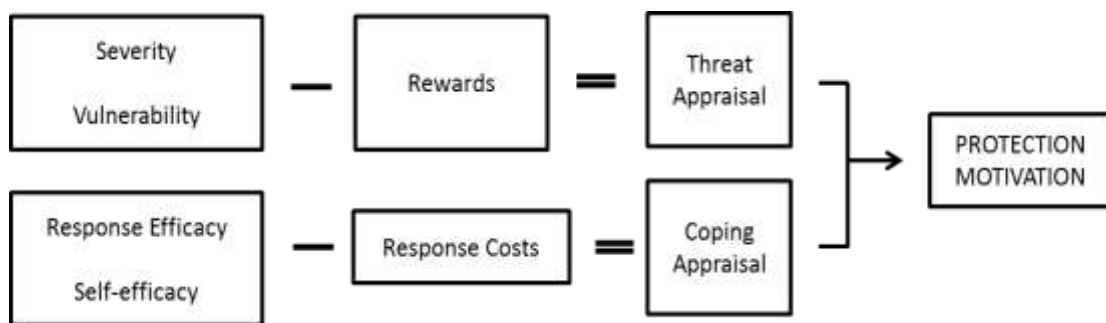 Severity
Vulnerability
Rewards
Threat
Appraisal
PROTECTION
MOTIVATION
Response Efficacy
Self-efficacy
Response Costs
Coping
Appraisal